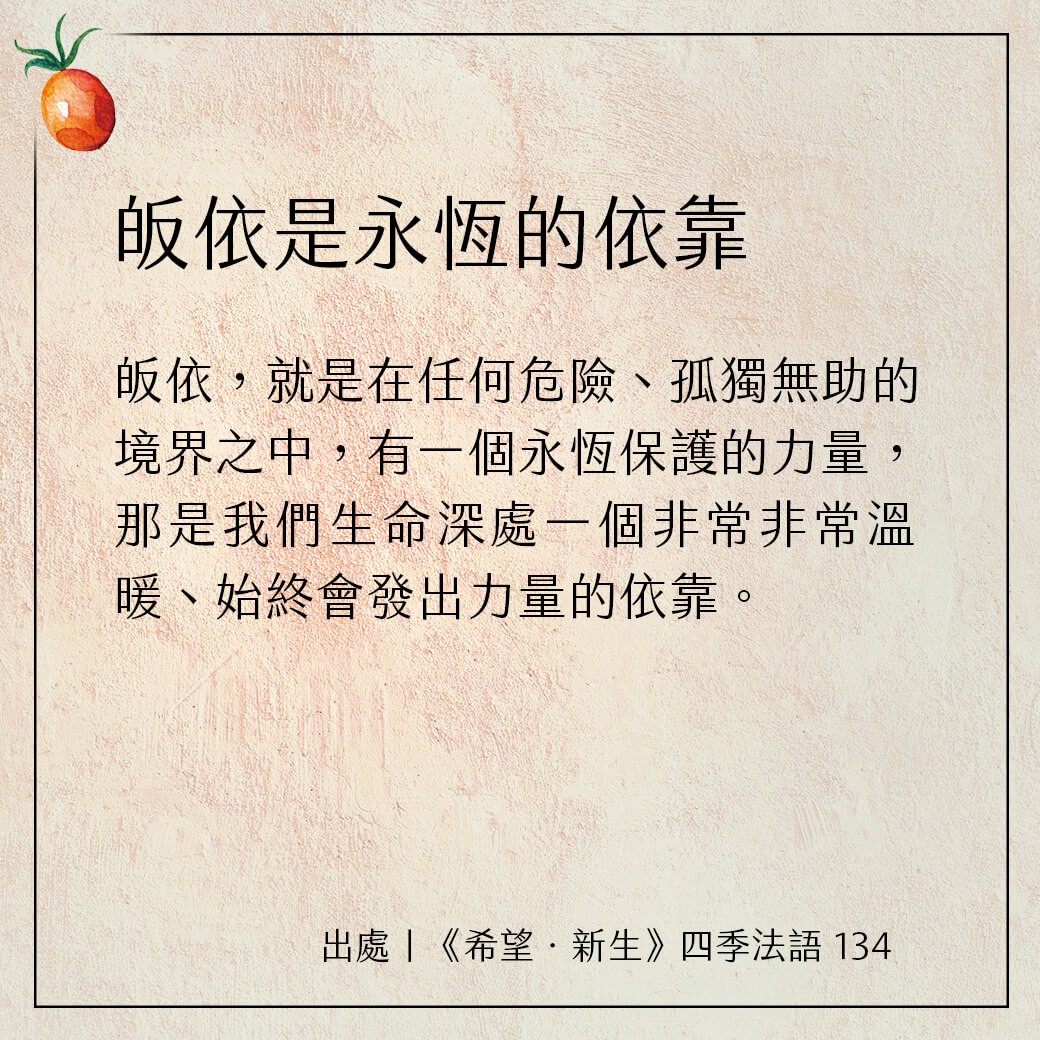 皈依是永恆的依靠
皈依，就是在任何危險、孤獨無助的
境界之中，有一個永恆保護的力量，
那是我們生命深處一個非常非常溫
暖、始終會發出力量的依靠。
出處｜《希望．新生》四季法語 134